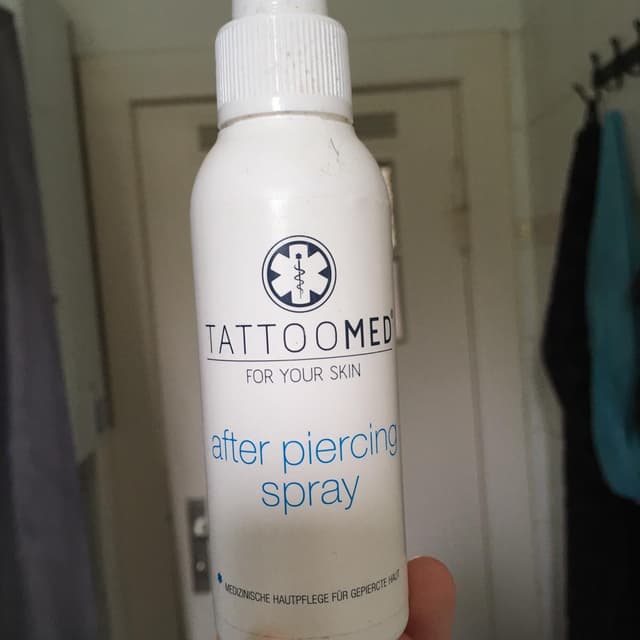 TATTOOMED®
FOR YOUR SKIN
after piercing
spray
* MEDIZINISCHE HAUTPFLEGE FÜR GEPIERCTE HAUT